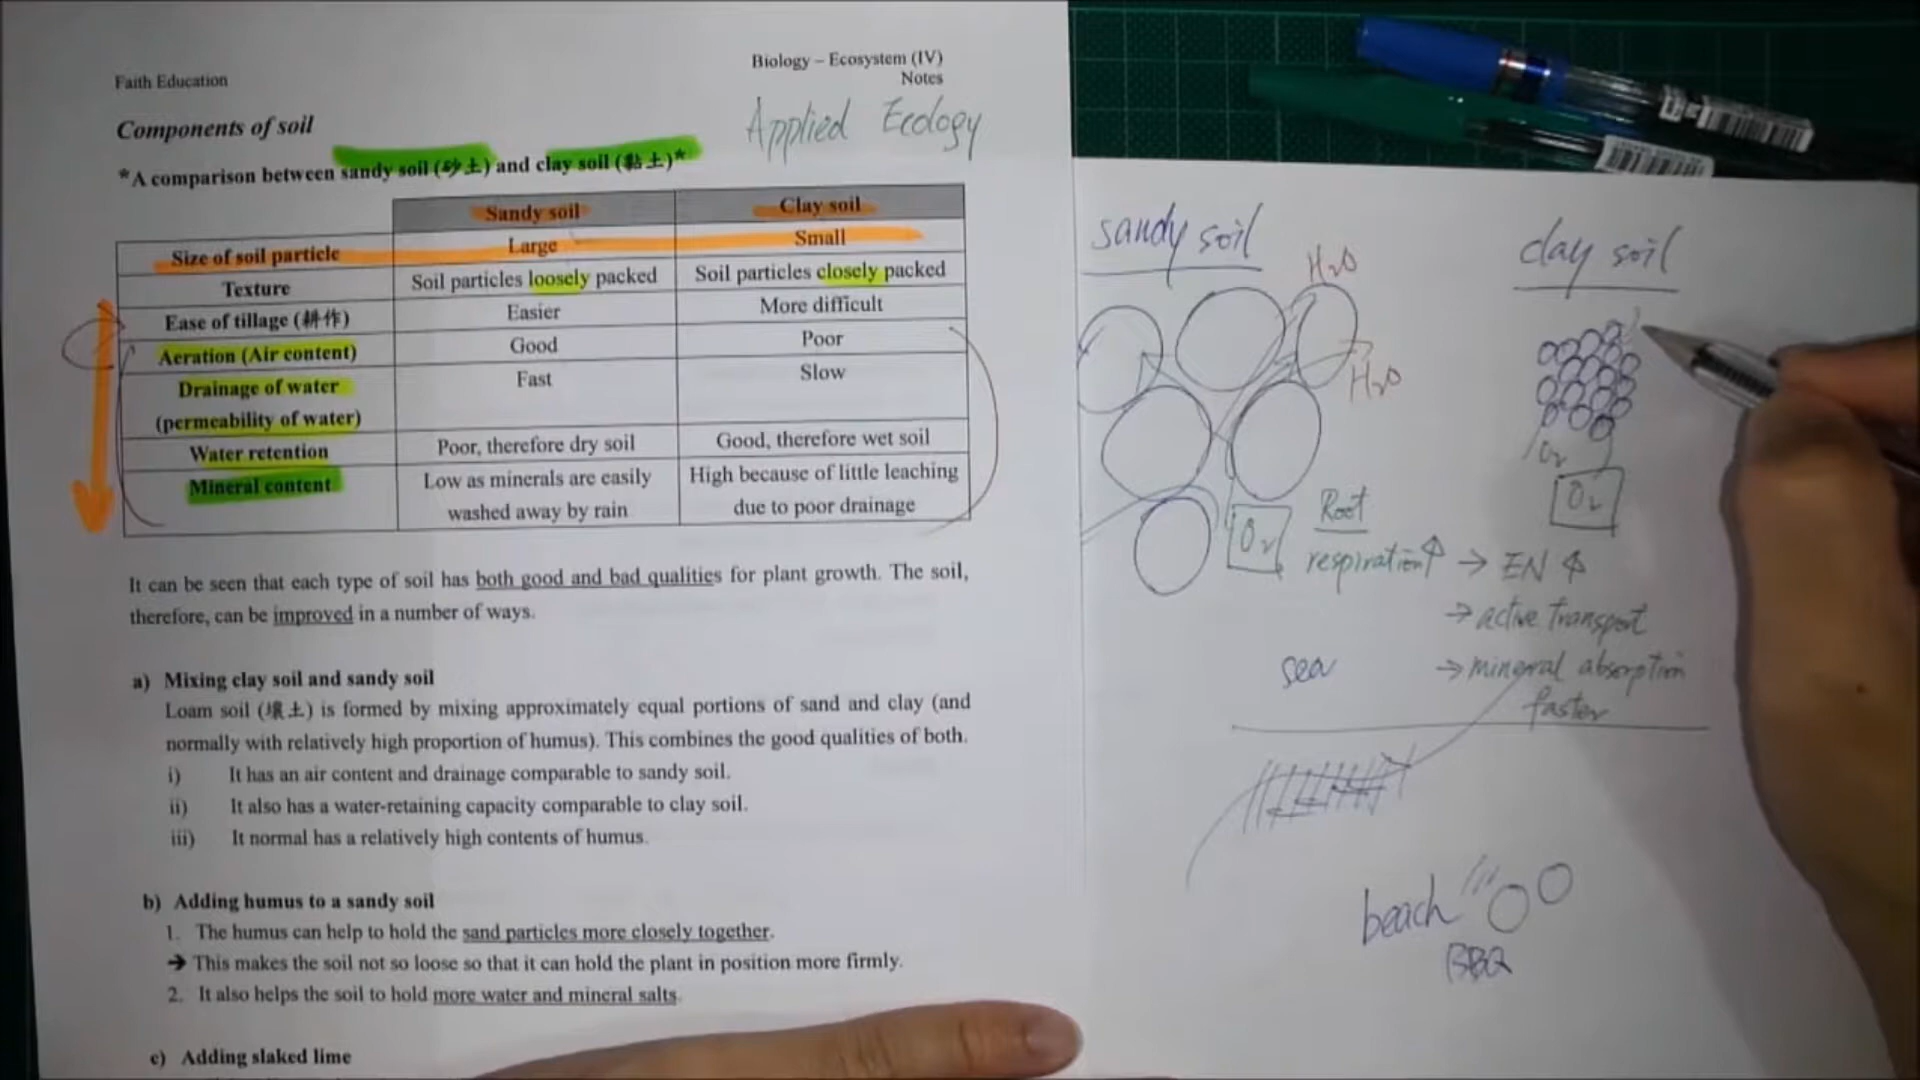 Faith Education
Biology – Ecosystem (IV)
Notes
Applied Ecology
Components of soil
*A comparison between sandy soil (砂土) and clay soil (黏土)*
Sandy soil Clay soil
Size of soil particle Large Small
Texture Soil particles loosely packed Soil particles closely packed
Ease of tillage (耕作) Easier More difficult
Aeration (Air content) Good Poor
Drainage of water Fast Slow
(permeability of water)
Water retention Poor, therefore dry soil Good, therefore wet soil
Mineral content Low as minerals are easily High because of little leaching
washed away by rain due to poor drainage
It can be seen that each type of soil has both good and bad qualities for plant growth. The soil,
therefore, can be improved in a number of ways.
a) Mixing clay soil and sandy soil
Loam soil (壤土) is formed by mixing approximately equal portions of sand and clay (and
normally with relatively high proportion of humus). This combines the good qualities of both.
i) It has an air content and drainage comparable to sandy soil.
ii) It also has a water-retaining capacity comparable to clay soil.
iii) It normal has a relatively high contents of humus.
b) Adding humus to a sandy soil
1. The humus can help to hold the sand particles more closely together.
→ This makes the soil not so loose so that it can hold the plant in position more firmly.
2. It also helps the soil to hold more water and mineral salts.
c) Adding slaked lime
sandy soil
H₂O
H₂O
clay soil
O₂
O₂
O₂
Root
respiration↑ → EN ↑
→ active transport
→ mineral absorption
faster
sea
beach
BBQ